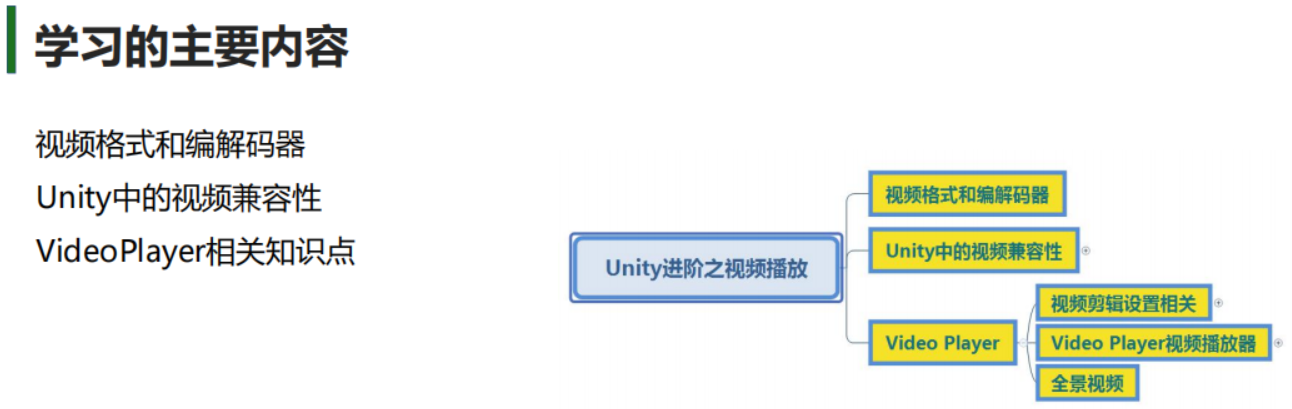 学习的主要内容
视频格式和编解码器
Unity中的视频兼容性
VideoPlayer相关知识点
Unity进阶之视频播放
视频格式和编解码器
Unity中的视频兼容性
Video Player
视频剪辑设置相关
Video Player视频播放器
全景视频